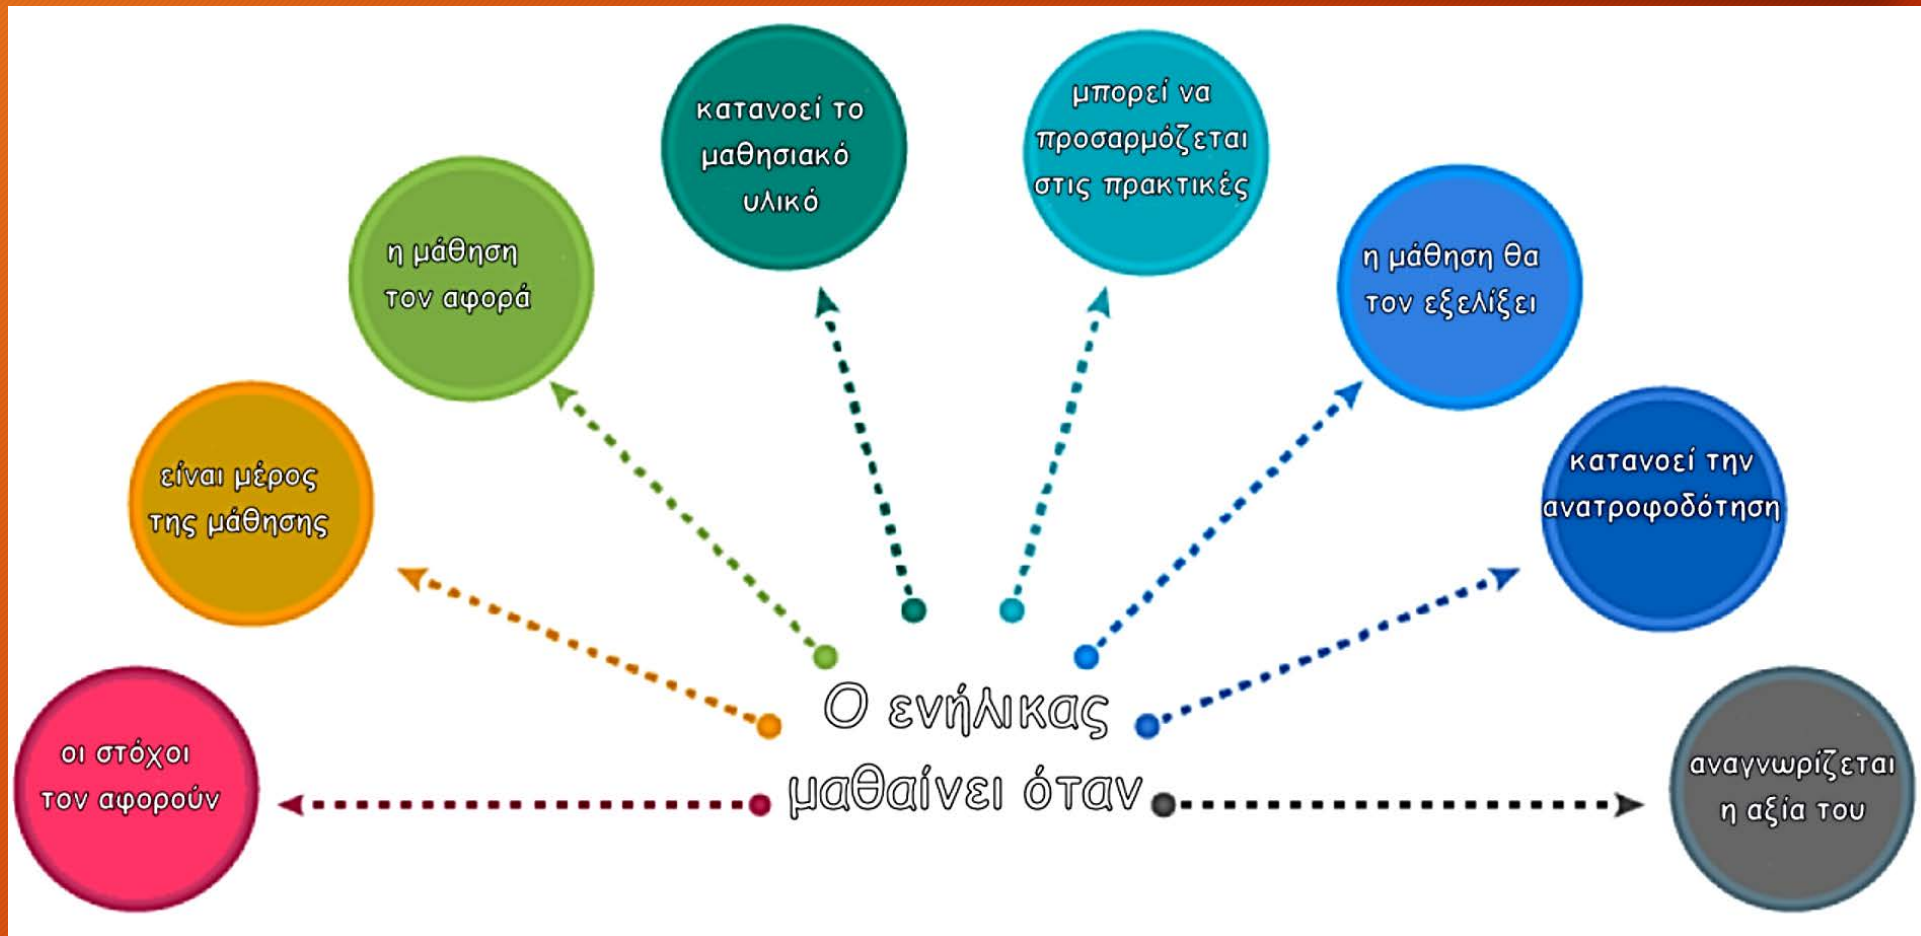 Ο ενήλικας
μαθαίνει όταν
οι στόχοι
τον αφορούν
είναι μέρος
της μάθησης
η μάθηση
τον αφορά
κατανοεί το
μαθησιακό
υλικό
μπορεί να
προσαρμόζεται
στις πρακτικές
η μάθηση θα
τον εξελίξει
κατανοεί την
ανατροφοδότηση
αναγνωρίζεται
η αξία του